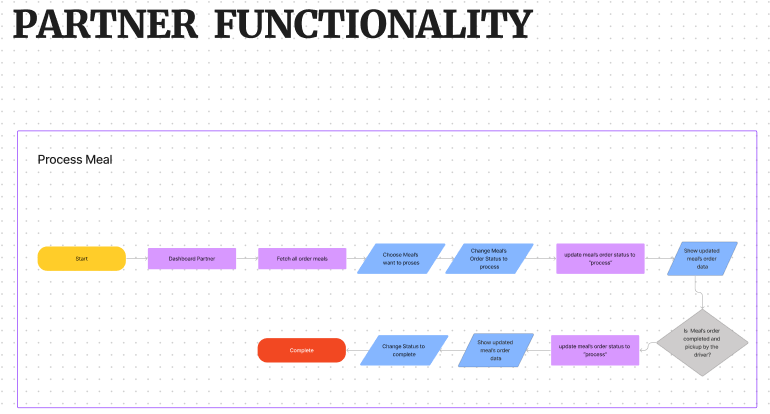 PARTNER FUNCTIONALITY
Process Meal
Start
Dashboard Partner
Fetch all order meals
Choose Meal's
want to proses
Change Meal's
Order Status to
process
update meal's order status to
"process"
Show updated
meal's order
data
Is Meal's order
completed and
pickup by the
driver?
update meal's order status to
"process"
Show updated
meal's order
data
Change Status to
complete
Complete